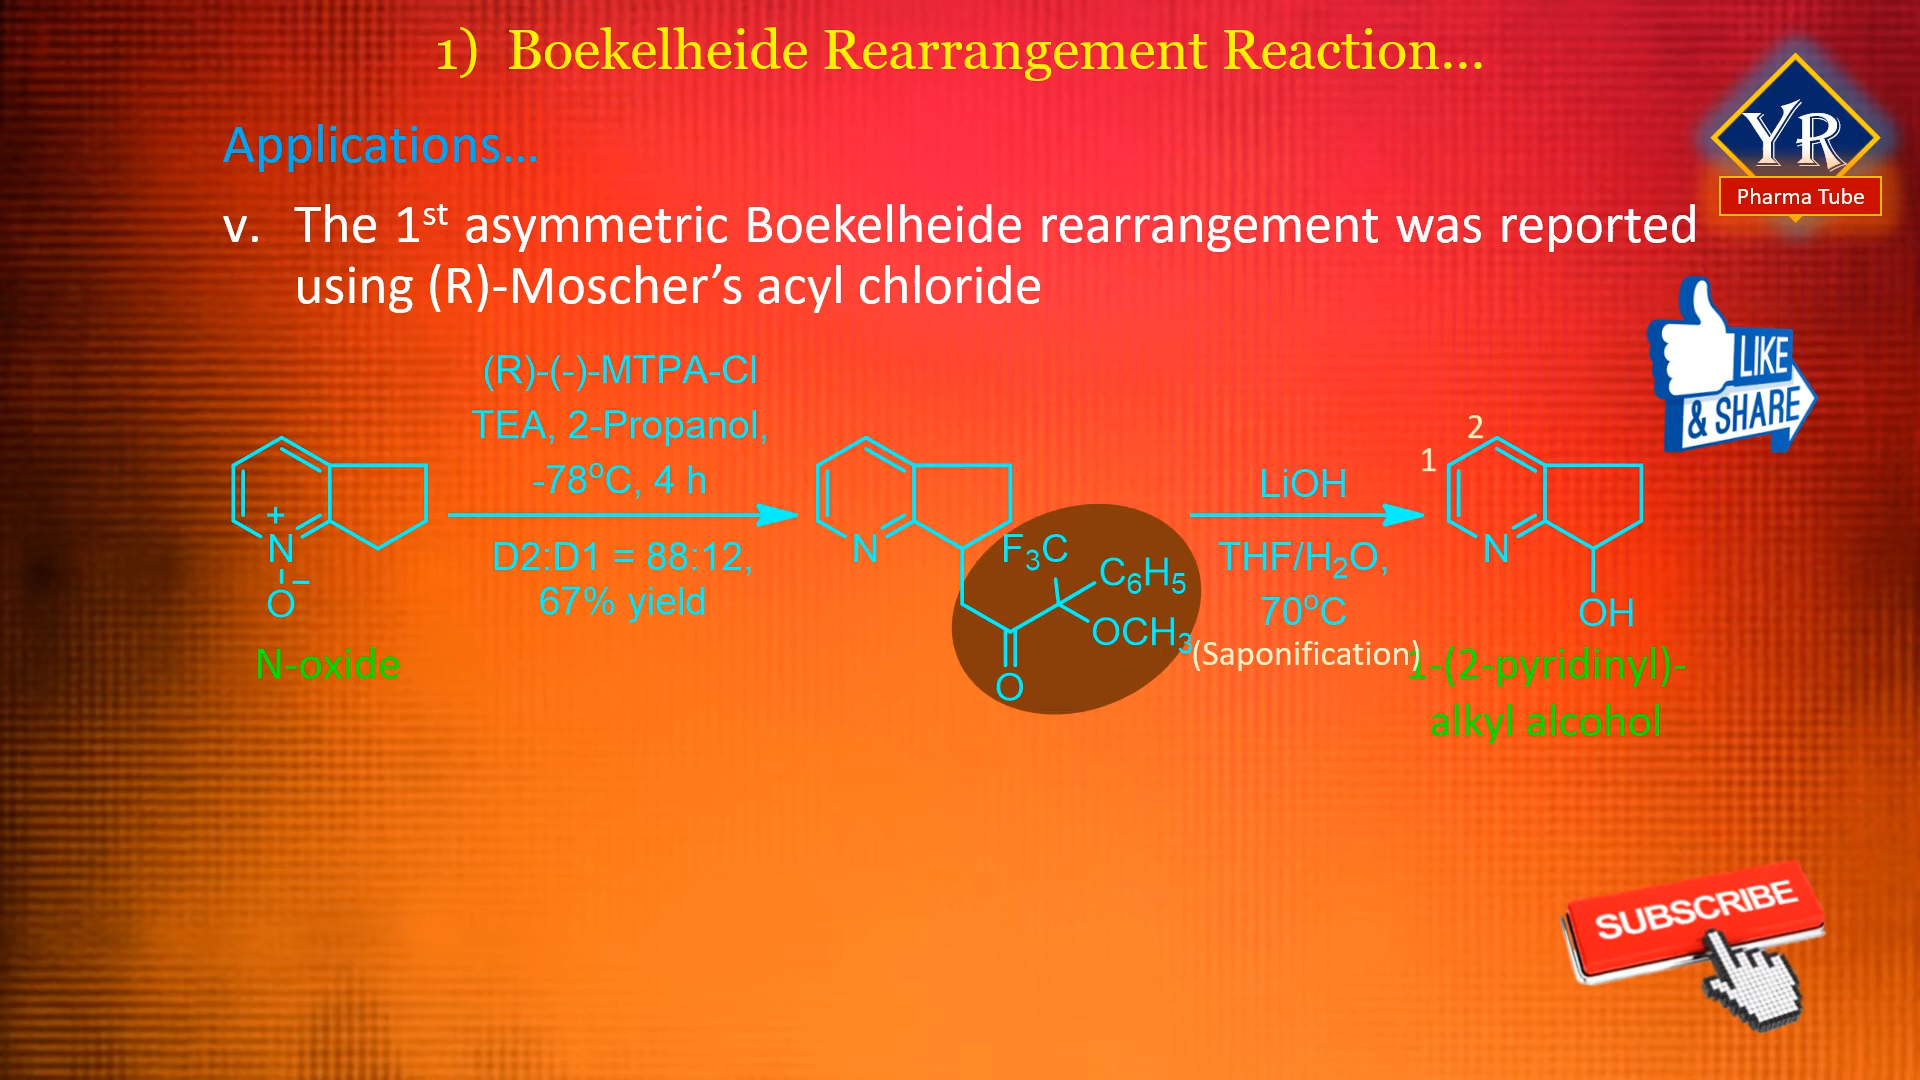 1) Boekelheide Rearrangement Reaction...
YR
Pharma Tube
Applications...
v. The 1st asymmetric Boekelheide rearrangement was reported
using (R)-Moscher’s acyl chloride
LIKE
& SHARE
(R)-(-)-MTPA-Cl
TEA, 2-Propanol,
-78°C, 4 h
D2:D1 = 88:12,
67% yield
+
N
−
O
N-oxide
N
F₃C
C₆H₅
OCH₃
O
LiOH
THF/H₂O,
70°C
(Saponification)
2
1
N
OH
1-(2-pyridinyl)-
alkyl alcohol
SUBSCRIBE